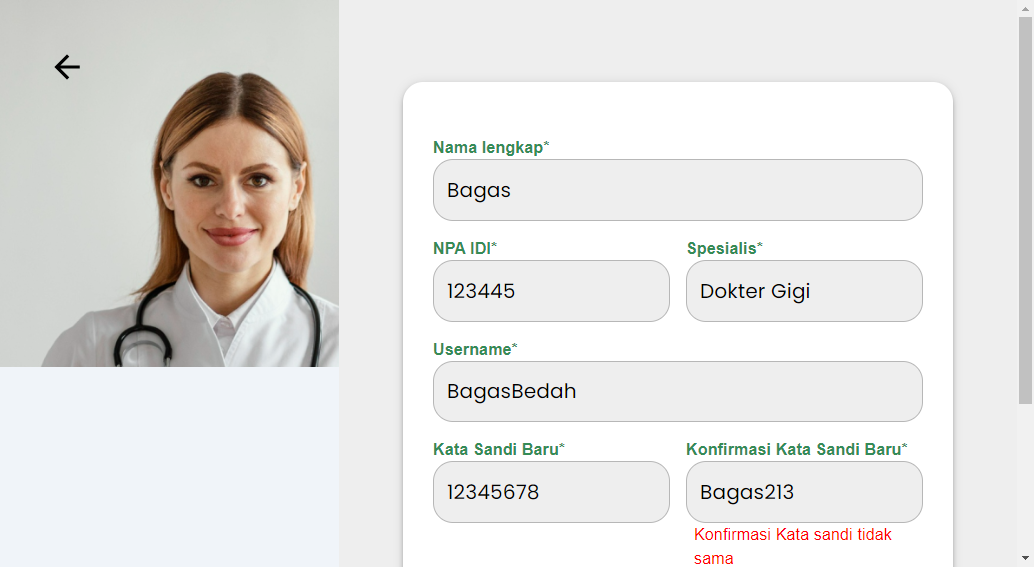 Nama lengkap*
Bagas
NPA IDI*
Spesialis*
123445
Dokter Gigi
Username*
BagasBedah
Kata Sandi Baru*
Konfirmasi Kata Sandi Baru*
12345678
Bagas213
Konfirmasi Kata sandi tidak
sama